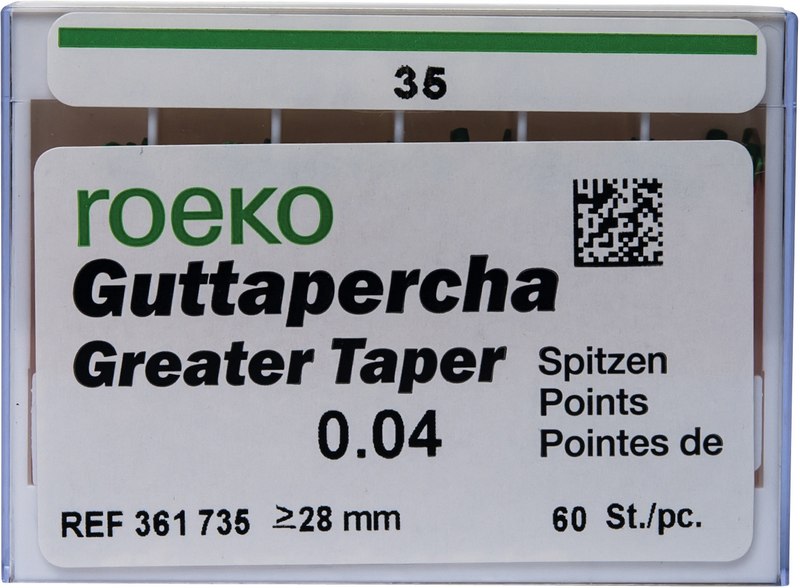 35
roeko
Guttapercha
Greater Taper
0.04
Spitzen
Points
Pointes de
REF 361 735 ≥28 mm
60 St./pc.